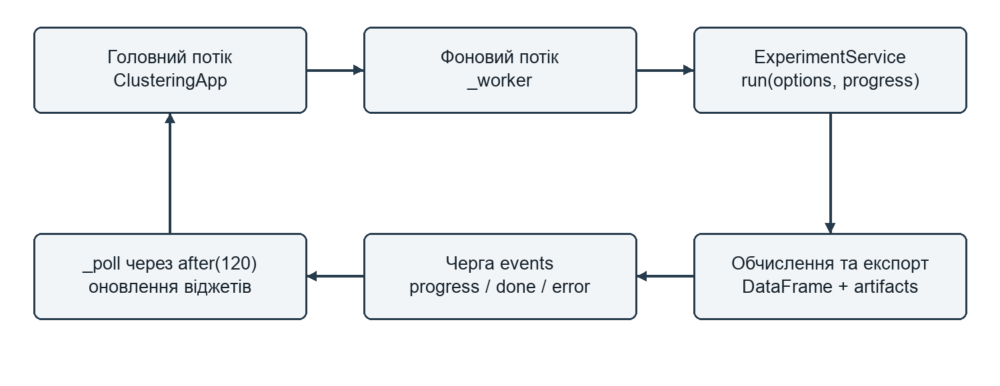 Головний потік
ClusteringApp
Фоновий потік
_worker
ExperimentService
run(options, progress)
_poll через after(120)
оновлення віджетів
Черга events
progress / done / error
Обчислення та експорт
DataFrame + artifacts